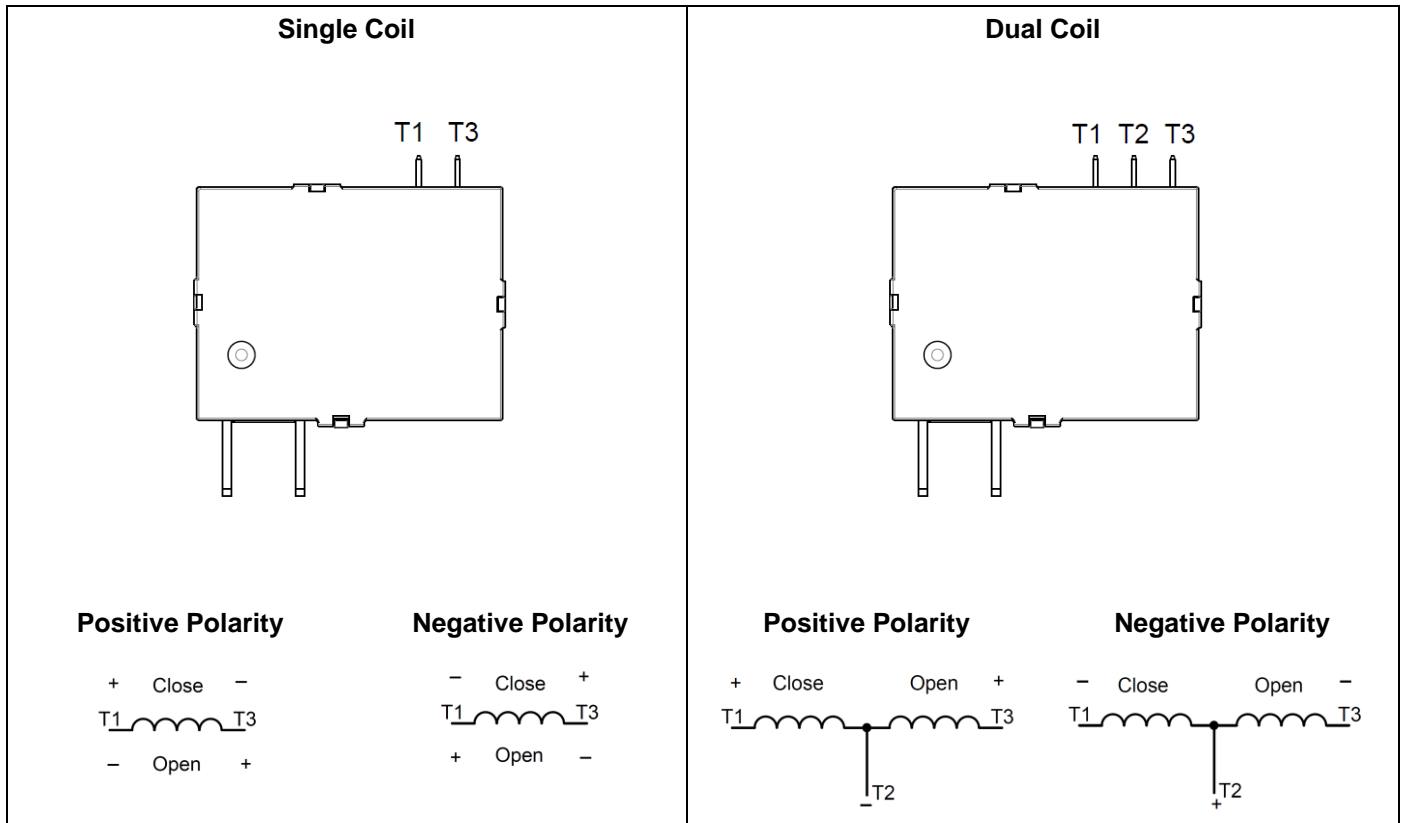 Single Coil
T1 T3
Positive Polarity
+ Close −
T1 T3
− Open +
Negative Polarity
− Close +
T1 T3
+ Open −
Dual Coil
T1 T2 T3
Positive Polarity
+ Close Open +
T1 T3
− T2
Negative Polarity
− Close Open −
T1 T3
T2
+